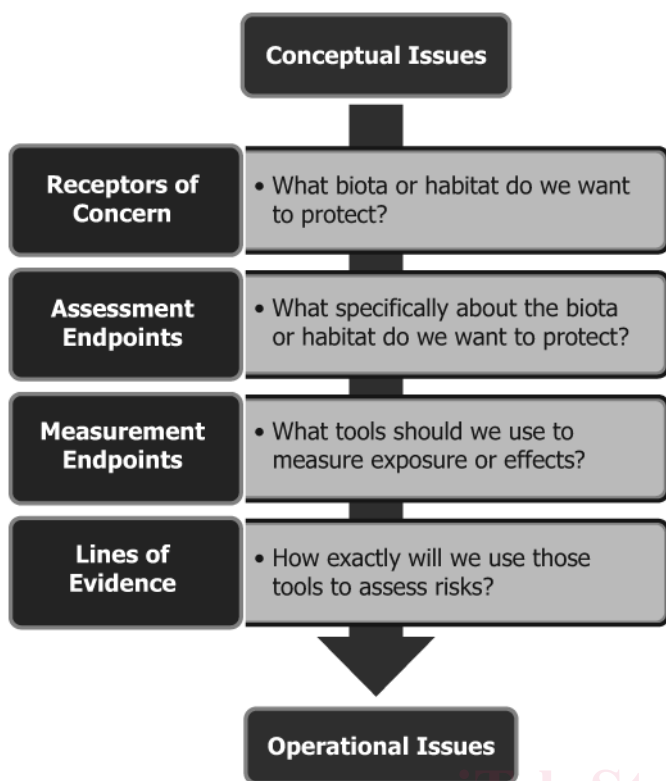 Conceptual Issues
Receptors of
Concern
• What biota or habitat do we want
to protect?
Assessment
Endpoints
• What specifically about the biota
or habitat do we want to protect?
Measurement
Endpoints
• What tools should we use to
measure exposure or effects?
Lines of
Evidence
• How exactly will we use those
tools to assess risks?
Operational Issues